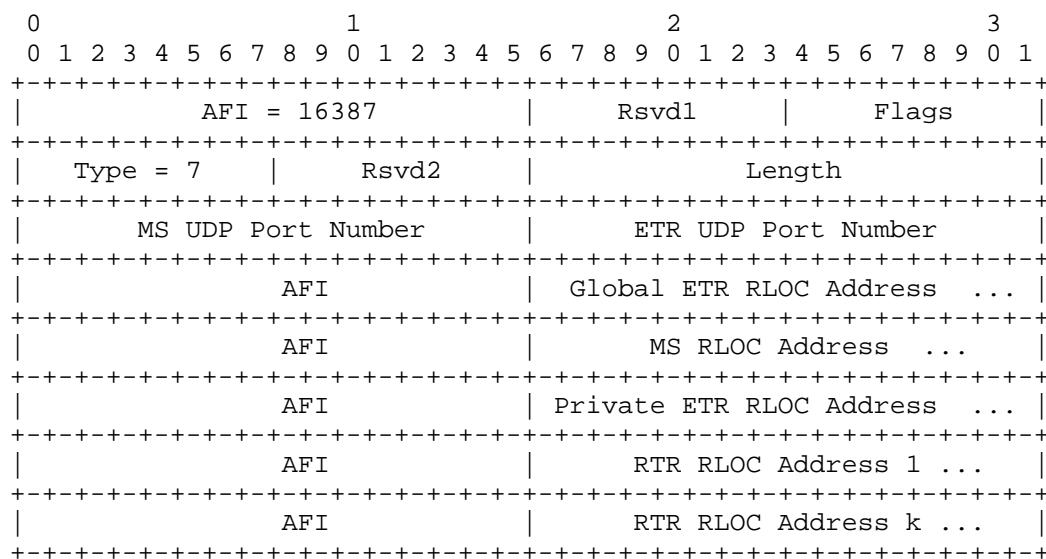 0                   1                   2                   3
 0 1 2 3 4 5 6 7 8 9 0 1 2 3 4 5 6 7 8 9 0 1 2 3 4 5 6 7 8 9 0 1
+-+-+-+-+-+-+-+-+-+-+-+-+-+-+-+-+-+-+-+-+-+-+-+-+-+-+-+-+-+-+-+-+
|           AFI = 16387         |     Rsvd1     |     Flags     |
+-+-+-+-+-+-+-+-+-+-+-+-+-+-+-+-+-+-+-+-+-+-+-+-+-+-+-+-+-+-+-+-+
|   Type = 7    |     Rsvd2     |             Length            |
+-+-+-+-+-+-+-+-+-+-+-+-+-+-+-+-+-+-+-+-+-+-+-+-+-+-+-+-+-+-+-+-+
|       MS UDP Port Number      |      ETR UDP Port Number      |
+-+-+-+-+-+-+-+-+-+-+-+-+-+-+-+-+-+-+-+-+-+-+-+-+-+-+-+-+-+-+-+-+
|              AFI              |  Global ETR RLOC Address  ... |
+-+-+-+-+-+-+-+-+-+-+-+-+-+-+-+-+-+-+-+-+-+-+-+-+-+-+-+-+-+-+-+-+
|              AFI              |       MS RLOC Address  ...    |
+-+-+-+-+-+-+-+-+-+-+-+-+-+-+-+-+-+-+-+-+-+-+-+-+-+-+-+-+-+-+-+-+
|              AFI              | Private ETR RLOC Address  ... |
+-+-+-+-+-+-+-+-+-+-+-+-+-+-+-+-+-+-+-+-+-+-+-+-+-+-+-+-+-+-+-+-+
|              AFI              |      RTR RLOC Address 1 ...   |
+-+-+-+-+-+-+-+-+-+-+-+-+-+-+-+-+-+-+-+-+-+-+-+-+-+-+-+-+-+-+-+-+
|              AFI              |      RTR RLOC Address k ...   |
+-+-+-+-+-+-+-+-+-+-+-+-+-+-+-+-+-+-+-+-+-+-+-+-+-+-+-+-+-+-+-+-+